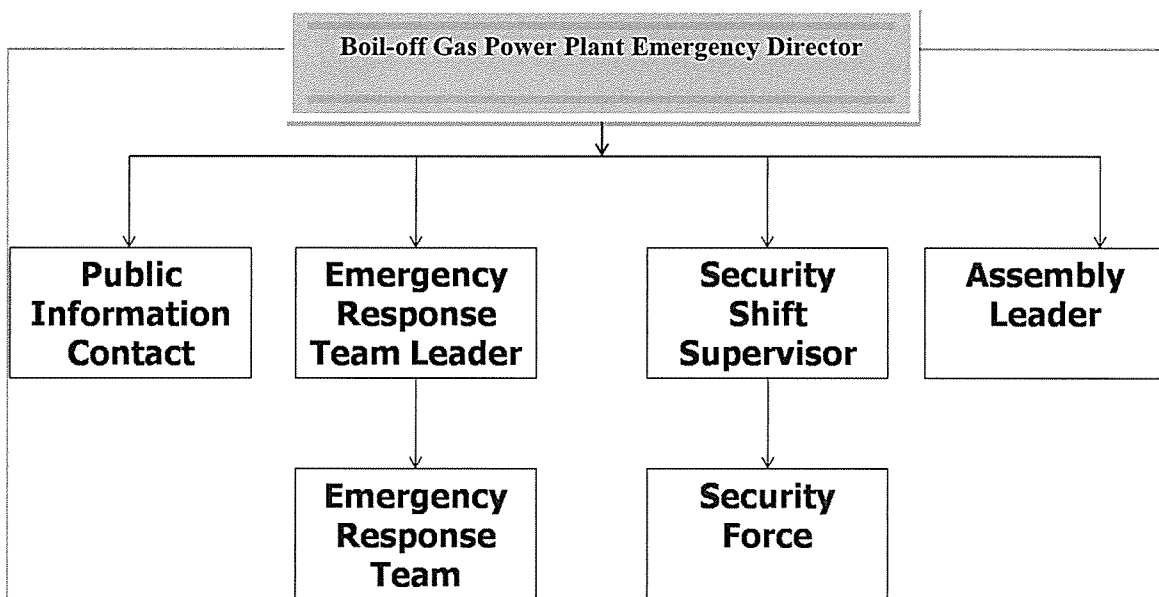 Boil-off Gas Power Plant Emergency Director
Public
Information
Contact
Emergency
Response
Team Leader
Security
Shift
Supervisor
Assembly
Leader
Emergency
Response
Team
Security
Force